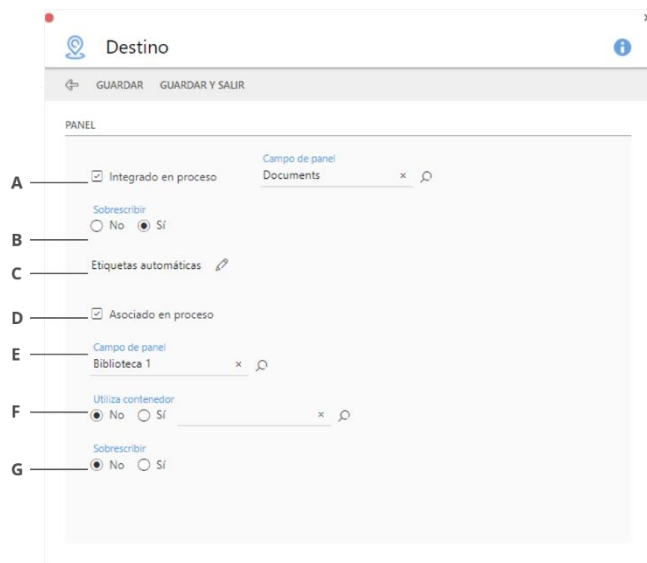 Destino
GUARDAR GUARDAR Y SALIR
PANEL
Campo de panel
A Integrado en proceso Documents
Sobrescribir
B No Sí
C Etiquetas automáticas
D Asociado en proceso
Campo de panel
E Biblioteca 1
Utiliza contenedor
F No Sí
Sobrescribir
G No Sí